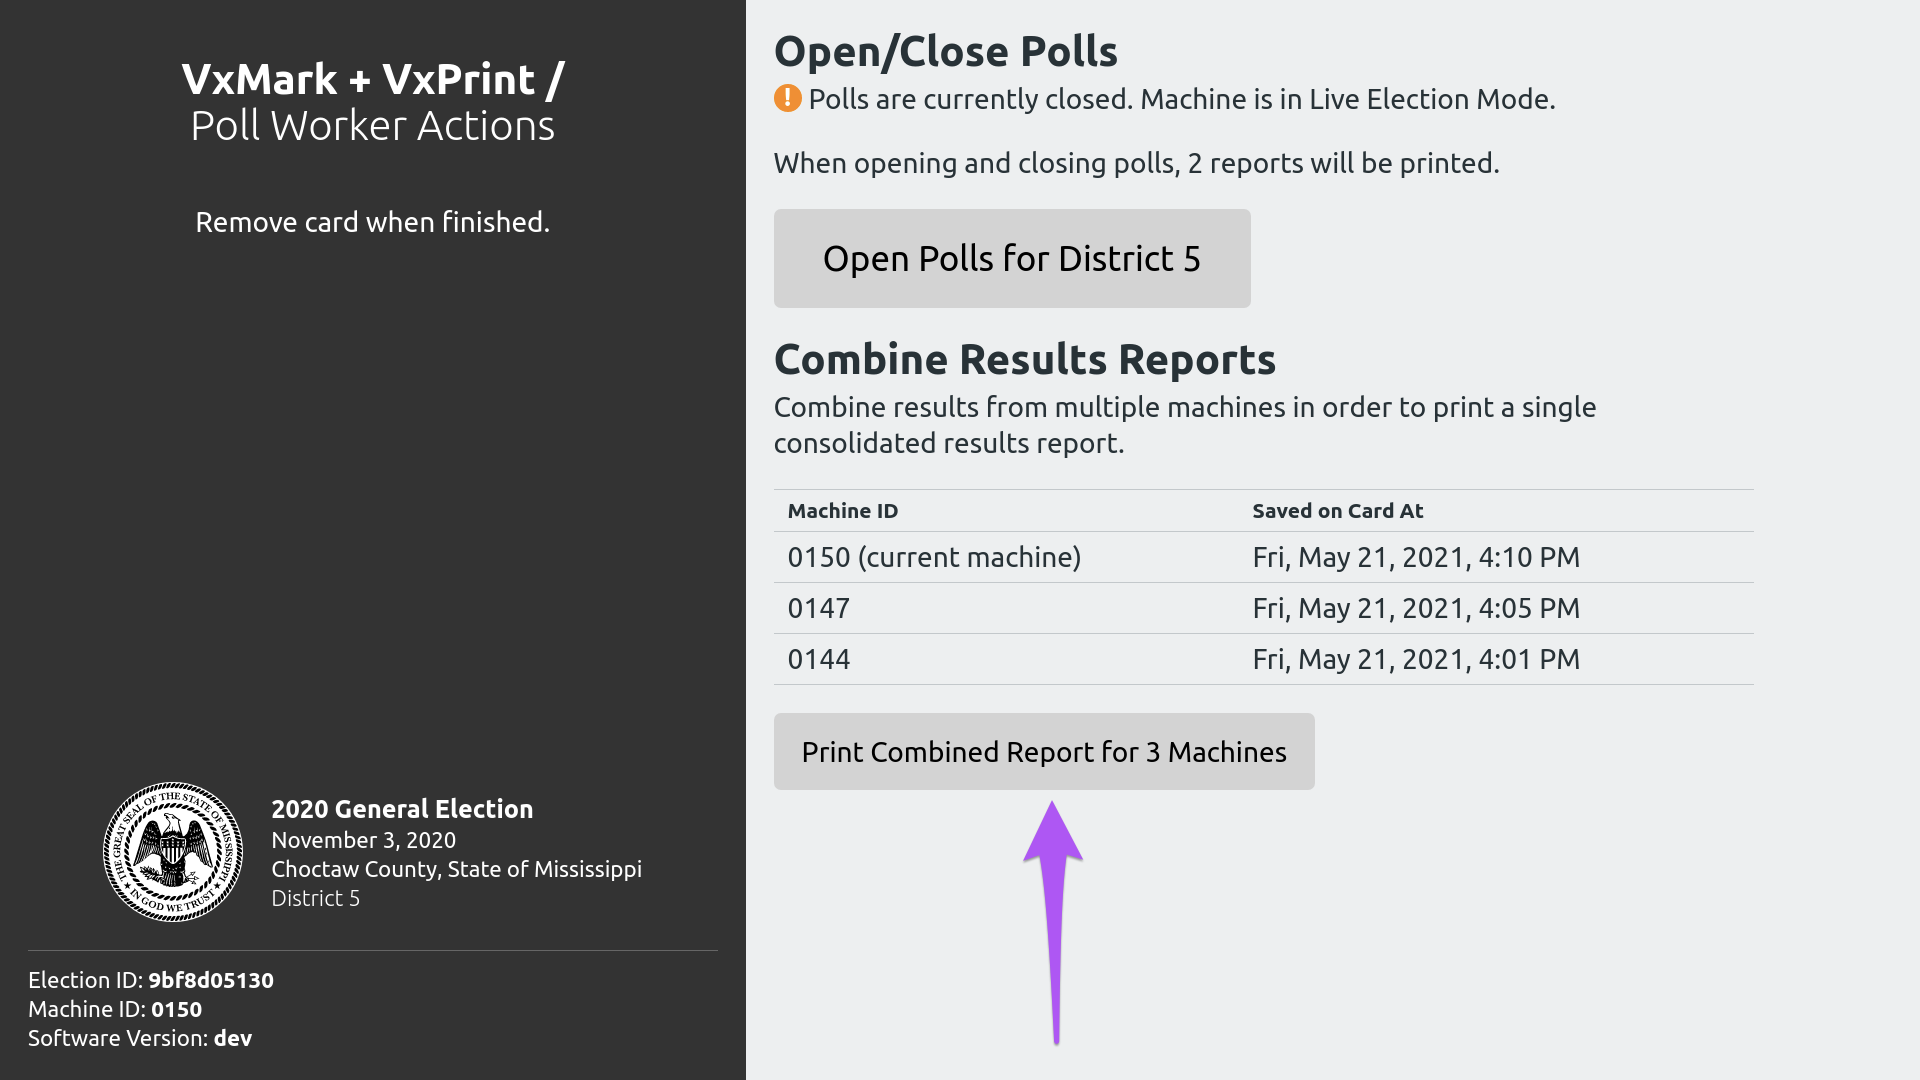 VxMark + VxPrint /
Poll Worker Actions
Remove card when finished.
THE GREAT SEAL OF THE STATE OF MISSISSIPPI
IN GOD WE TRUST
2020 General Election
November 3, 2020
Choctaw County, State of Mississippi
District 5
Election ID: 9bf8d05130
Machine ID: 0150
Software Version: dev
Open/Close Polls
! Polls are currently closed. Machine is in Live Election Mode.
When opening and closing polls, 2 reports will be printed.
Open Polls for District 5
Combine Results Reports
Combine results from multiple machines in order to print a single
consolidated results report.
Machine ID Saved on Card At
0150 (current machine) Fri, May 21, 2021, 4:10 PM
0147 Fri, May 21, 2021, 4:05 PM
0144 Fri, May 21, 2021, 4:01 PM
Print Combined Report for 3 Machines